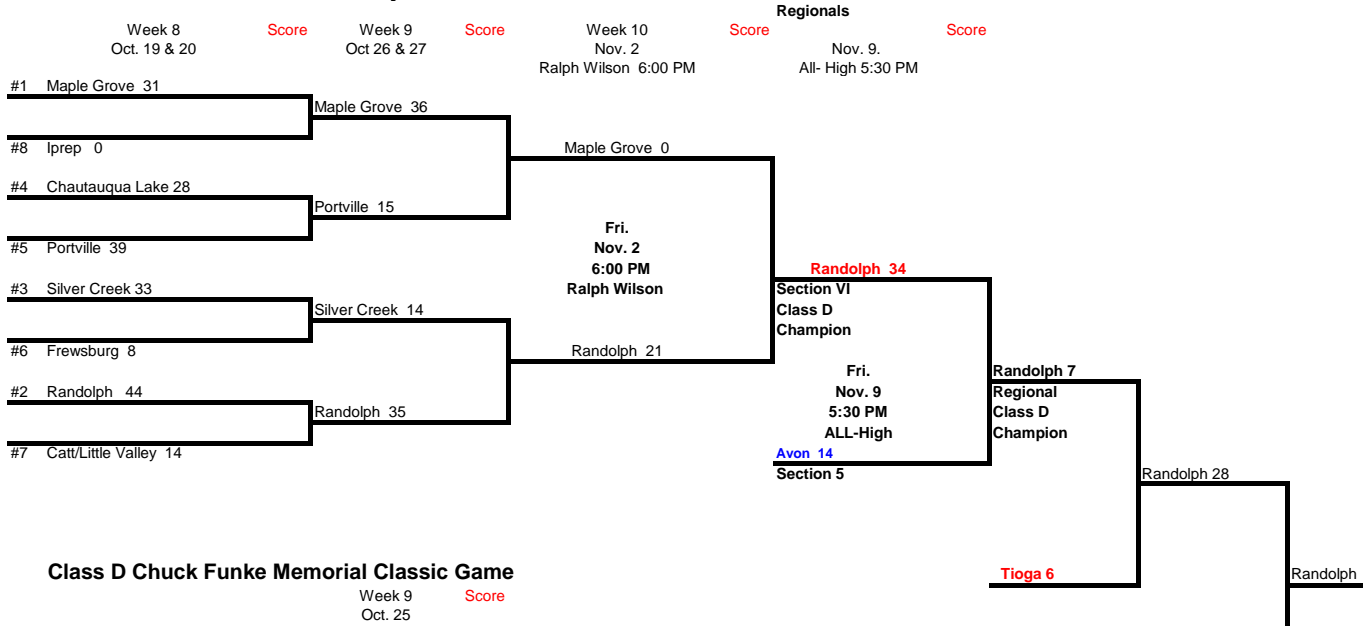 Regionals
Week 8 Score Week 9 Score Week 10 Score Score
Oct. 19 & 20 Oct 26 & 27 Nov. 2 Nov. 9.
Ralph Wilson 6:00 PM All- High 5:30 PM
#1 Maple Grove 31
Maple Grove 36
#8 Iprep 0 Maple Grove 0
#4 Chautauqua Lake 28
Portville 15
Fri.
#5 Portville 39 Nov. 2
6:00 PM Randolph 34
#3 Silver Creek 33 Ralph Wilson Section VI
Silver Creek 14 Class D
Champion
#6 Frewsburg 8 Randolph 21
Fri. Randolph 7
#2 Randolph 44 Nov. 9 Regional
Randolph 35 5:30 PM Class D
ALL-High Champion
#7 Catt/Little Valley 14 Avon 14
Section 5 Randolph 28
Class D Chuck Funke Memorial Classic Game Tioga 6 Randolph
Week 9 Score
Oct. 25